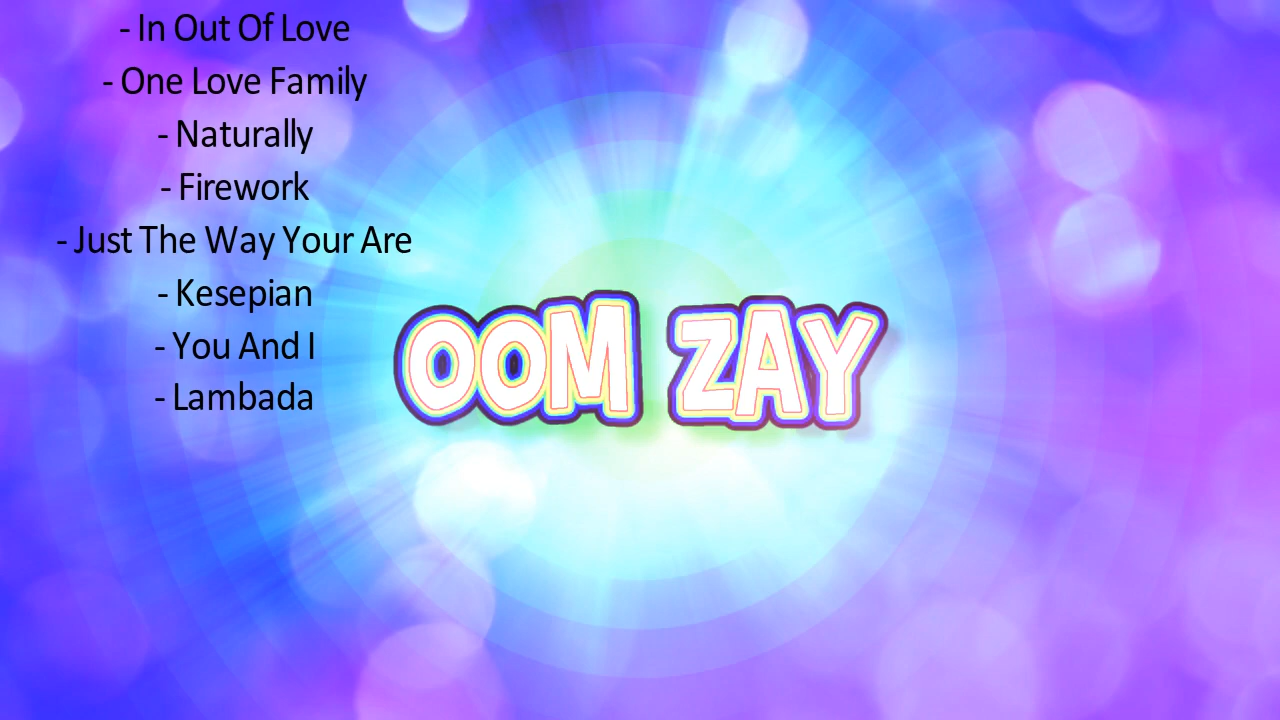 - In Out Of Love
- One Love Family
- Naturally
- Firework
- Just The Way Your Are
- Kesepian
- You And I
- Lambada
OOM ZAY